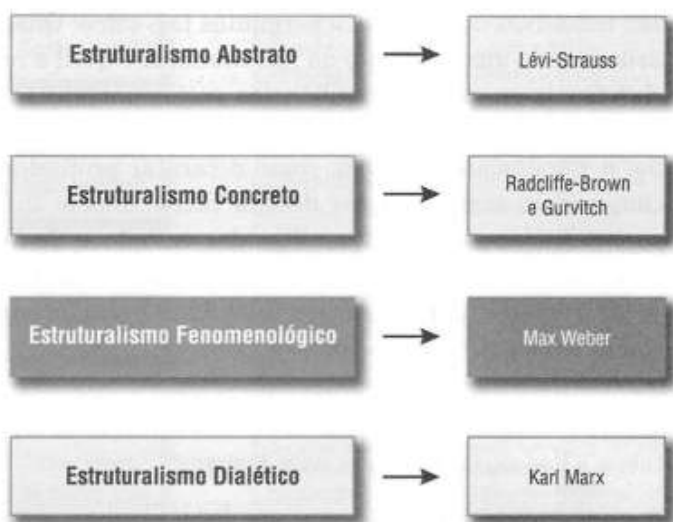 Estruturalismo Abstrato
Lévi-Strauss
Estruturalismo Concreto
Radcliffe-Brown
e Gurvitch
Estruturalismo Fenomenológico
Max Weber
Estruturalismo Dialético
Karl Marx